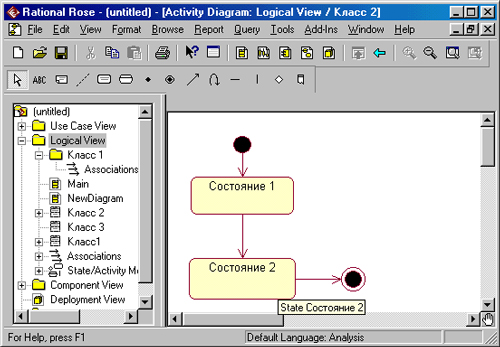 Rational Rose - (untitled) - [Activity Diagram: Logical View / Класс 2]
File Edit View Format Browse Report Query Tools Add-Ins Window Help
ABC
(untitled)
Use Case View
Logical View
Класс 1
Associations
Main
NewDiagram
Класс 2
Класс 3
Класс1
Associations
State/Activity Mo
Component View
Deployment View
Состояние 1
Состояние 2
State Состояние 2
For Help, press F1
Default Language: Analysis